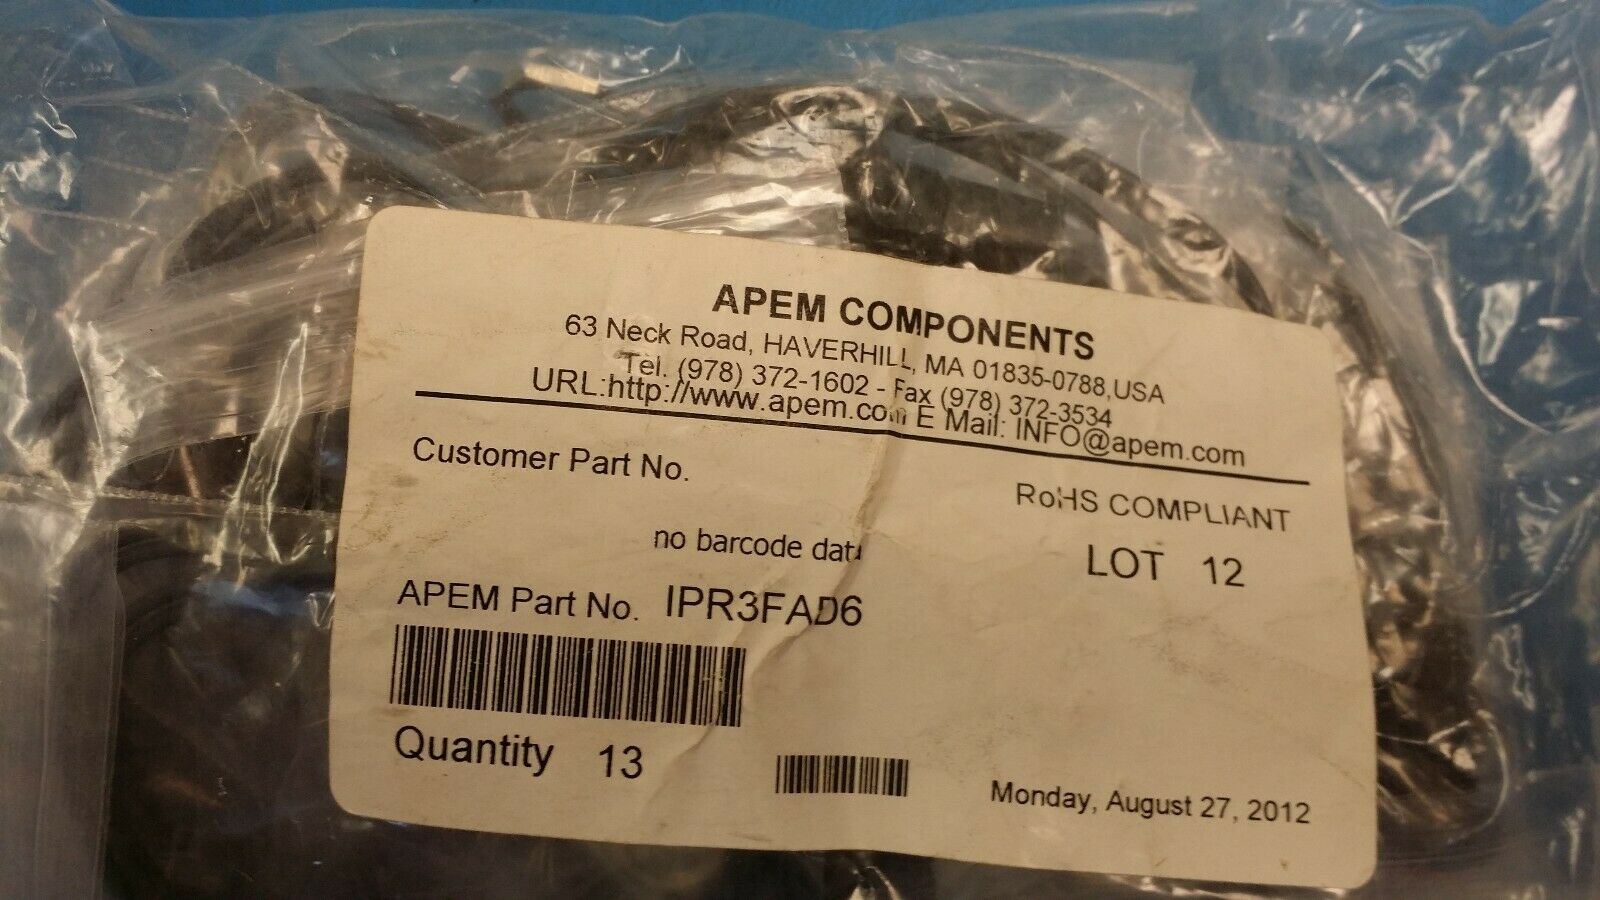 APEM COMPONENTS
63 Neck Road, HAVERHILL, MA 01835-0788,USA
Tel. (978) 372-1602 - Fax (978) 372-3534
URL:http://www.apem.com E Mail: INFO@apem.com
Customer Part No.
RoHS COMPLIANT
no barcode data
LOT 12
APEM Part No. IPR3FAD6
Quantity 13
Monday, August 27, 2012